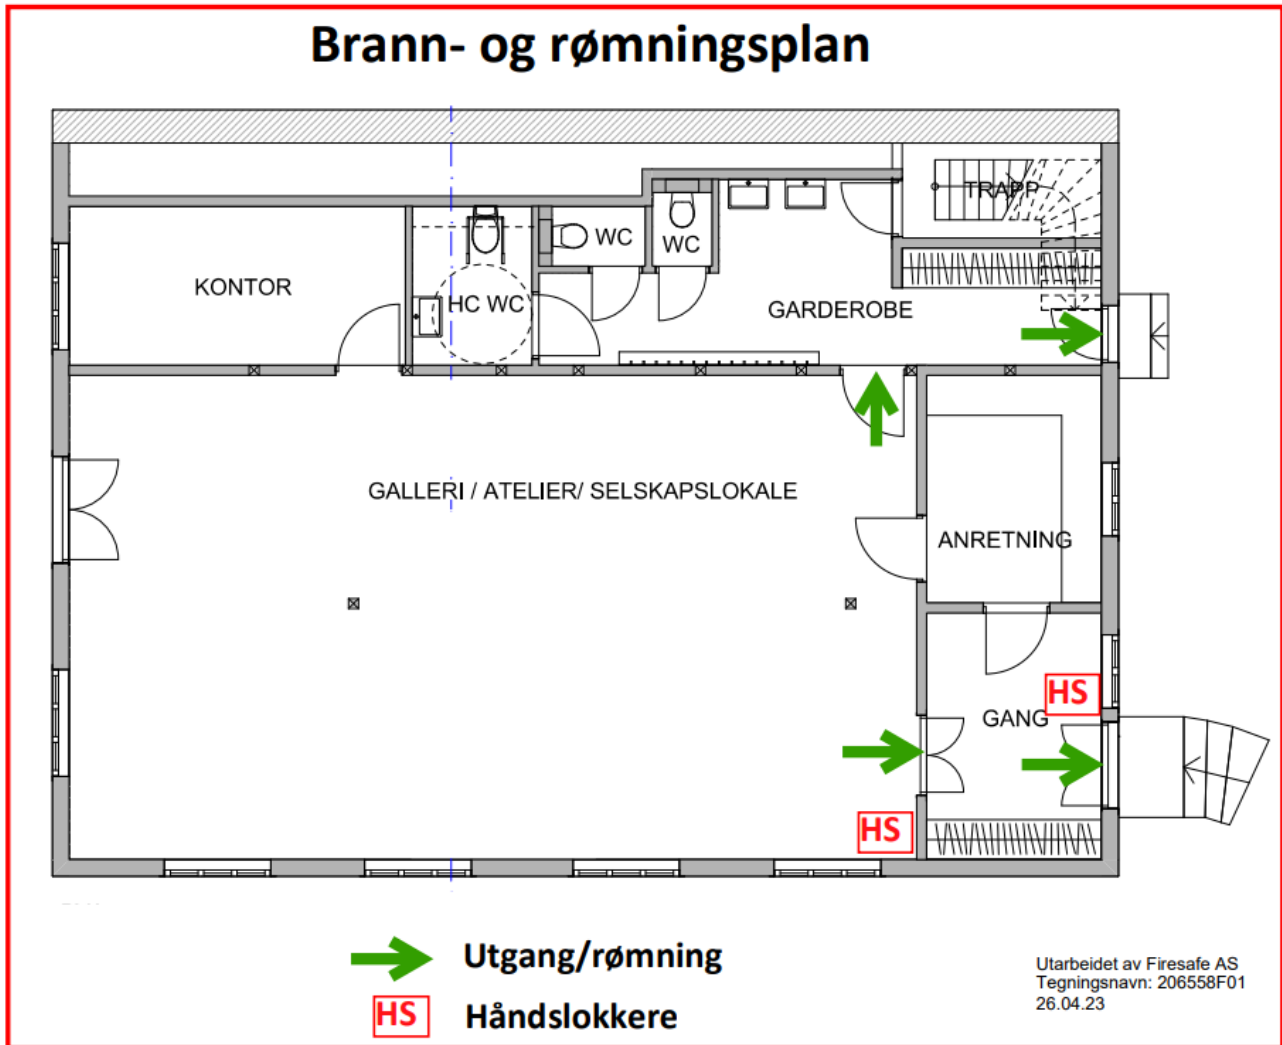 Brann- og rømningsplan
TRAPP
WC
WC
KONTOR
HC WC
GARDEROBE
GALLERI / ATELIER/ SELSKAPSLOKALE
ANRETNING
HS
GANG
HS
Utgang/rømning
HS Håndslokkere
Utarbeidet av Firesafe AS
Tegningsnavn: 206558F01
26.04.23